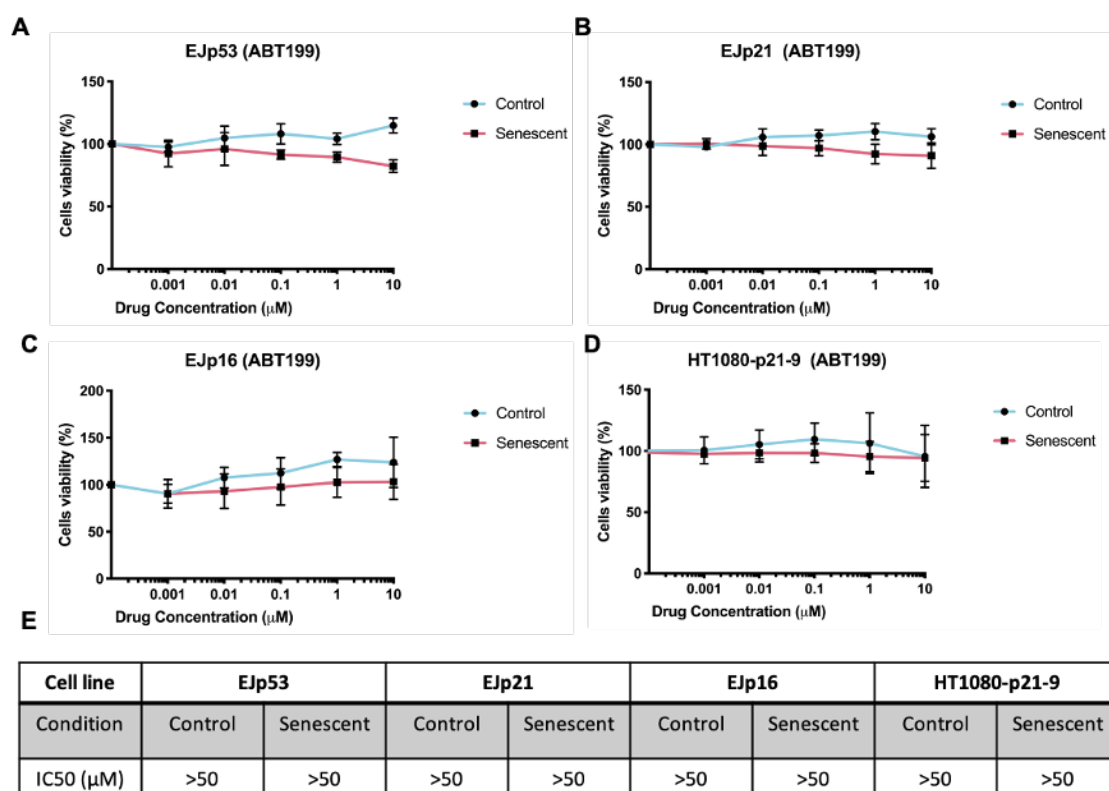 A
EJp53 (ABT199)
Cells viability (%)
150
100
50
0
0.001 0.01 0.1 1 10
Drug Concentration (μM)
Control
Senescent
B
EJp21 (ABT199)
Cells viability (%)
150
100
50
0
0.001 0.01 0.1 1 10
Drug Concentration (μM)
Control
Senescent
C
EJp16 (ABT199)
Cells viability (%)
200
150
100
50
0
0.001 0.01 0.1 1 10
Drug Concentration (μM)
Control
Senescent
D
HT1080-p21-9 (ABT199)
Cells viability (%)
150
100
50
0
0.001 0.01 0.1 1 10
Drug Concentration (μM)
Control
Senescent
E
Cell line EJp53 EJp21 EJp16 HT1080-p21-9
Condition Control Senescent Control Senescent Control Senescent Control Senescent
IC50 (μM) >50 >50 >50 >50 >50 >50 >50 >50